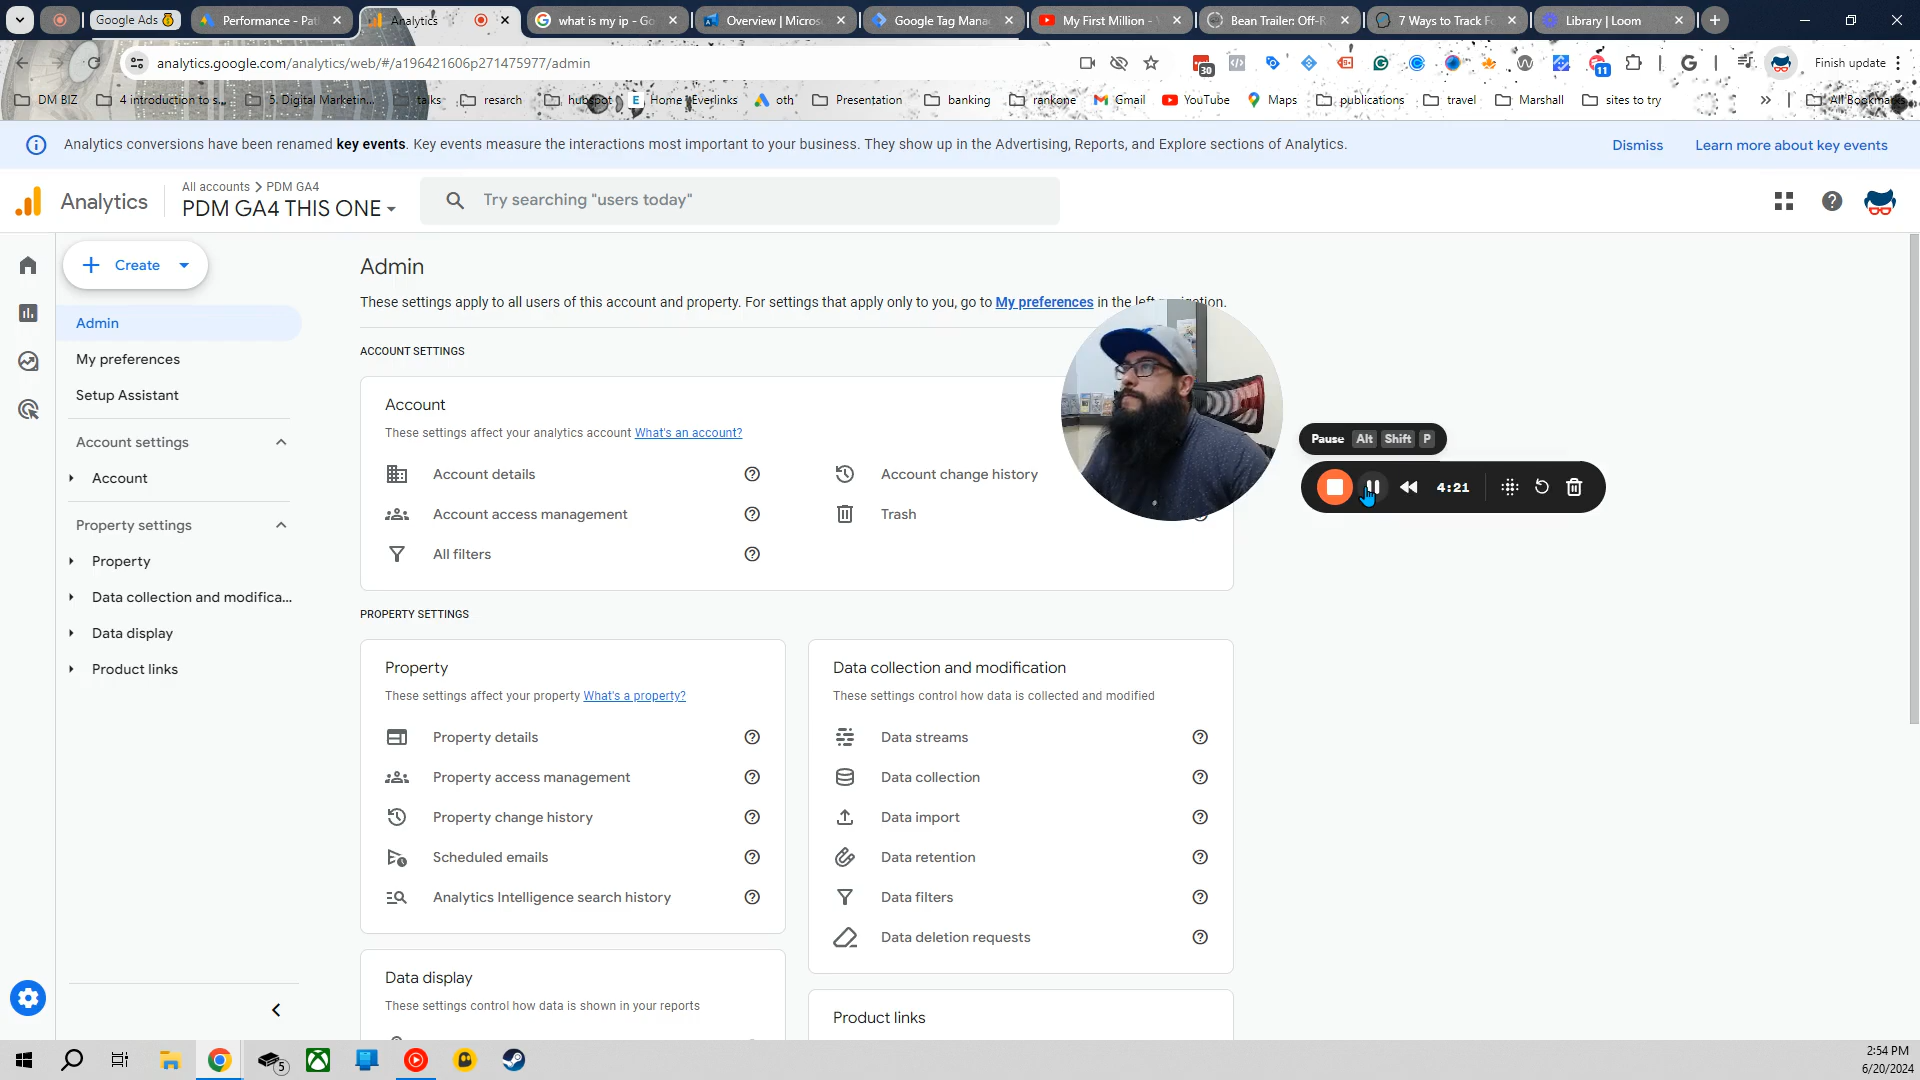 Google Ads
Performance - Pat
Analytics
what is my ip - Go
Overview | Micros
Google Tag Mana
My First Million -
Bean Trailer: Off-R
7 Ways to Track F
Library | Loom
analytics.google.com/analytics/web/#/a196421606p271475977/admin
30
11
Finish update
DM BIZ
4 introduction to s...
5. Digital Marketin...
talks
resarch
hubspot
Home | Everlinks
oth
Presentation
banking
rankone
Gmail
YouTube
Maps
publications
travel
Marshall
sites to try
»
All Bookmarks
Analytics conversions have been renamed key events. Key events measure the interactions most important to your business. They show up in the Advertising, Reports, and Explore sections of Analytics.
Dismiss
Learn more about key events
Analytics
All accounts > PDM GA4
PDM GA4 THIS ONE
Try searching "users today"
Create
Admin
My preferences
Setup Assistant
Account settings
Account
Property settings
Property
Data collection and modifica...
Data display
Product links
Admin
These settings apply to all users of this account and property. For settings that apply only to you, go to My preferences in the left navigation.
ACCOUNT SETTINGS
Account
These settings affect your analytics account What's an account?
Account details
Account change history
Account access management
Trash
All filters
Pause Alt Shift P
4:21
PROPERTY SETTINGS
Property
These settings affect your property What's a property?
Property details
Property access management
Property change history
Scheduled emails
Analytics Intelligence search history
Data collection and modification
These settings control how data is collected and modified
Data streams
Data collection
Data import
Data retention
Data filters
Data deletion requests
Data display
These settings control how data is shown in your reports
Product links
5
2:54 PM
6/20/2024